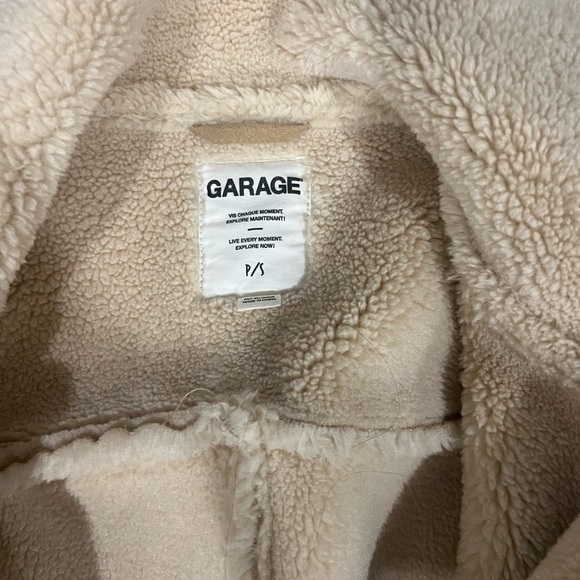 GARAGE
VIS CHAQUE MOMENT,
EXPLORE MAINTENANT!
LIVE EVERY MOMENT.
EXPLORE NOW!
P/S